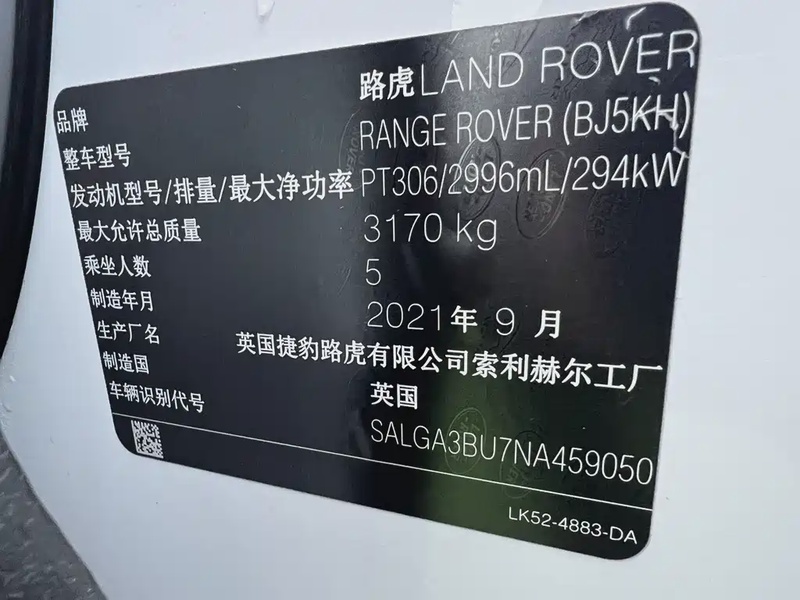 品牌 路虎LAND ROVER
整车型号 RANGE ROVER (BJ5KH)
发动机型号/排量/最大净功率 PT306/2996mL/294kW
最大允许总质量 3170 kg
乘坐人数 5
制造年月 2021年 9 月
生产厂名 英国捷豹路虎有限公司索利赫尔工厂
制造国 英国
车辆识别代号 SALGA3BU7NA459050
LK52-4883-DA